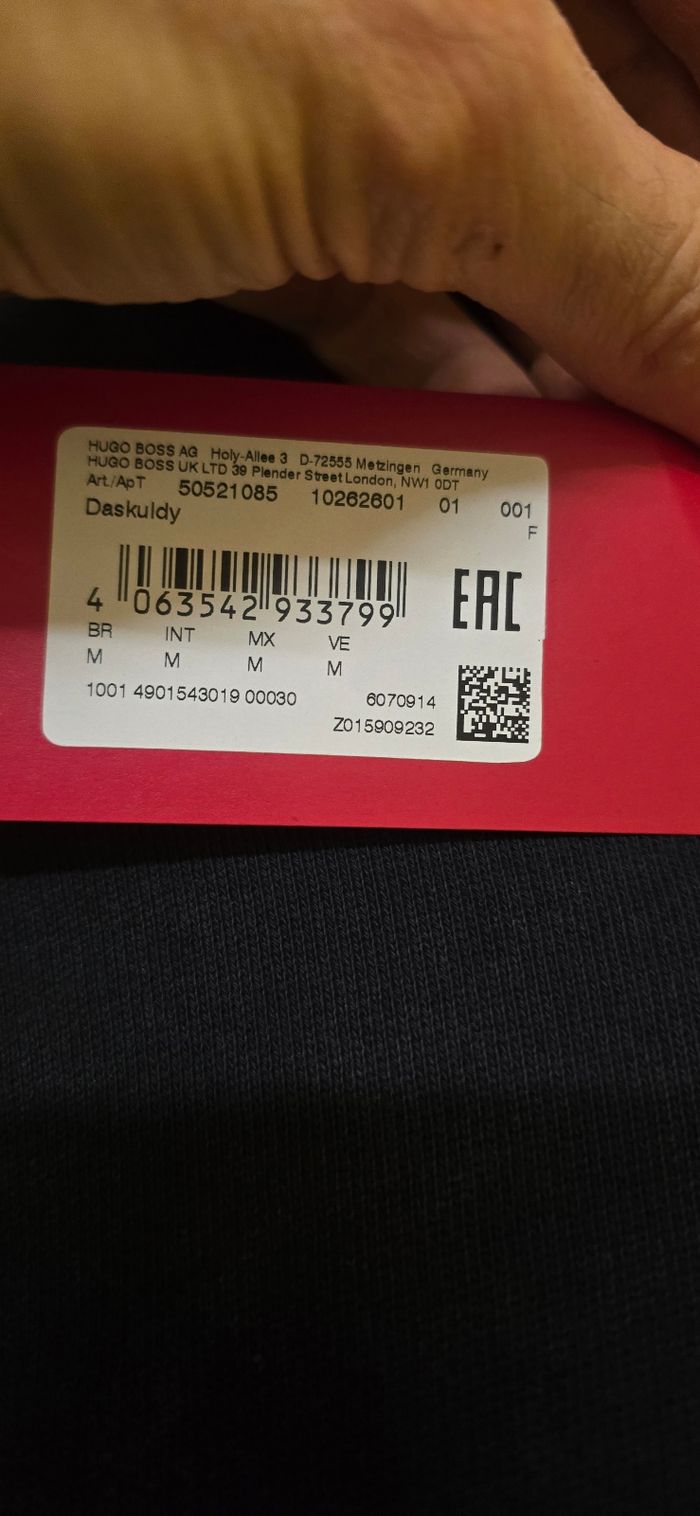 HUGO BOSS AG Holy-Allee 3 D-72555 Metzingen Germany
HUGO BOSS UK LTD 39 Plender Street London, NW1 0DT
Art./ApT 50521085 10262601 01 001
Daskuldy F
4 063542 933799
EAC
BR INT MX VE
M M M M
1001 4901543019 00030 6070914
Z015909232